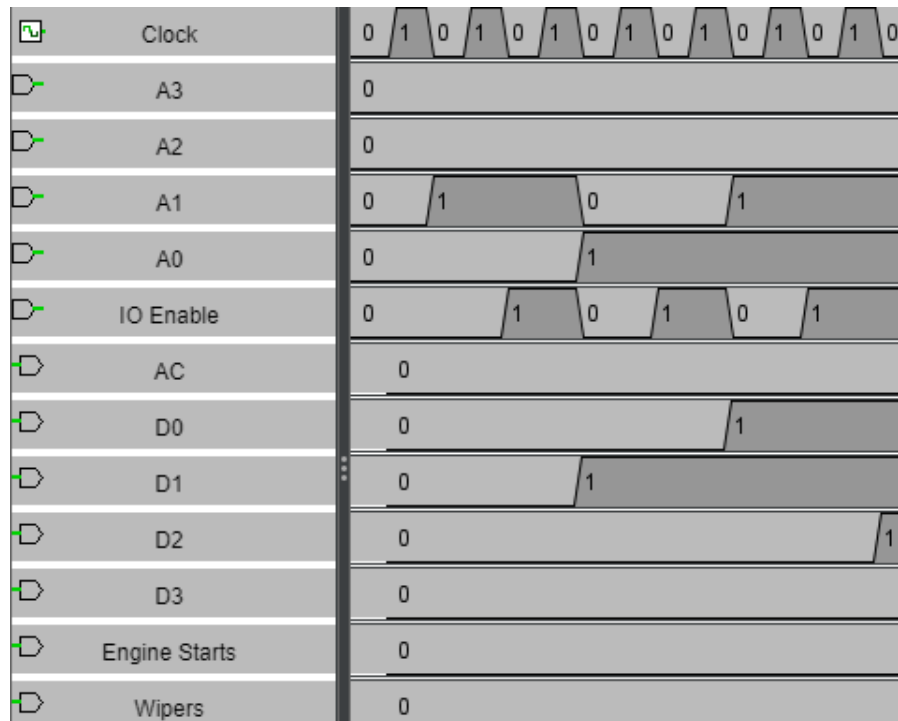 Clock 0 1 0 1 0 1 0 1 0 1 0 1 0 1 0
A3 0
A2 0
A1 0 1 0 1
A0 0 1
IO Enable 0 1 0 1 0 1
AC 0
D0 0 1
D1 0 1
D2 0 1
D3 0
Engine Starts 0
Wipers 0